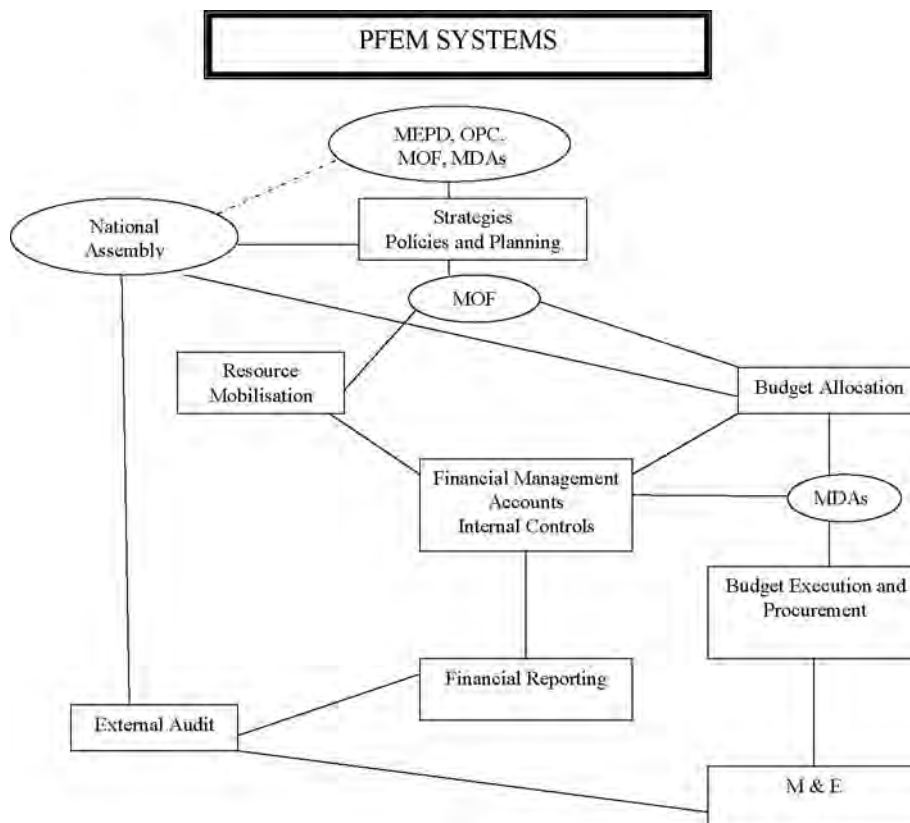 PFEM SYSTEMS
MEPD, OPC.
MOF, MDAs
National
Assembly
Strategies
Policies and Planning
MOF
Resource
Mobilisation
Budget Allocation
Financial Management
Accounts
Internal Controls
MDAs
Budget Execution and
Procurement
Financial Reporting
External Audit
M & E